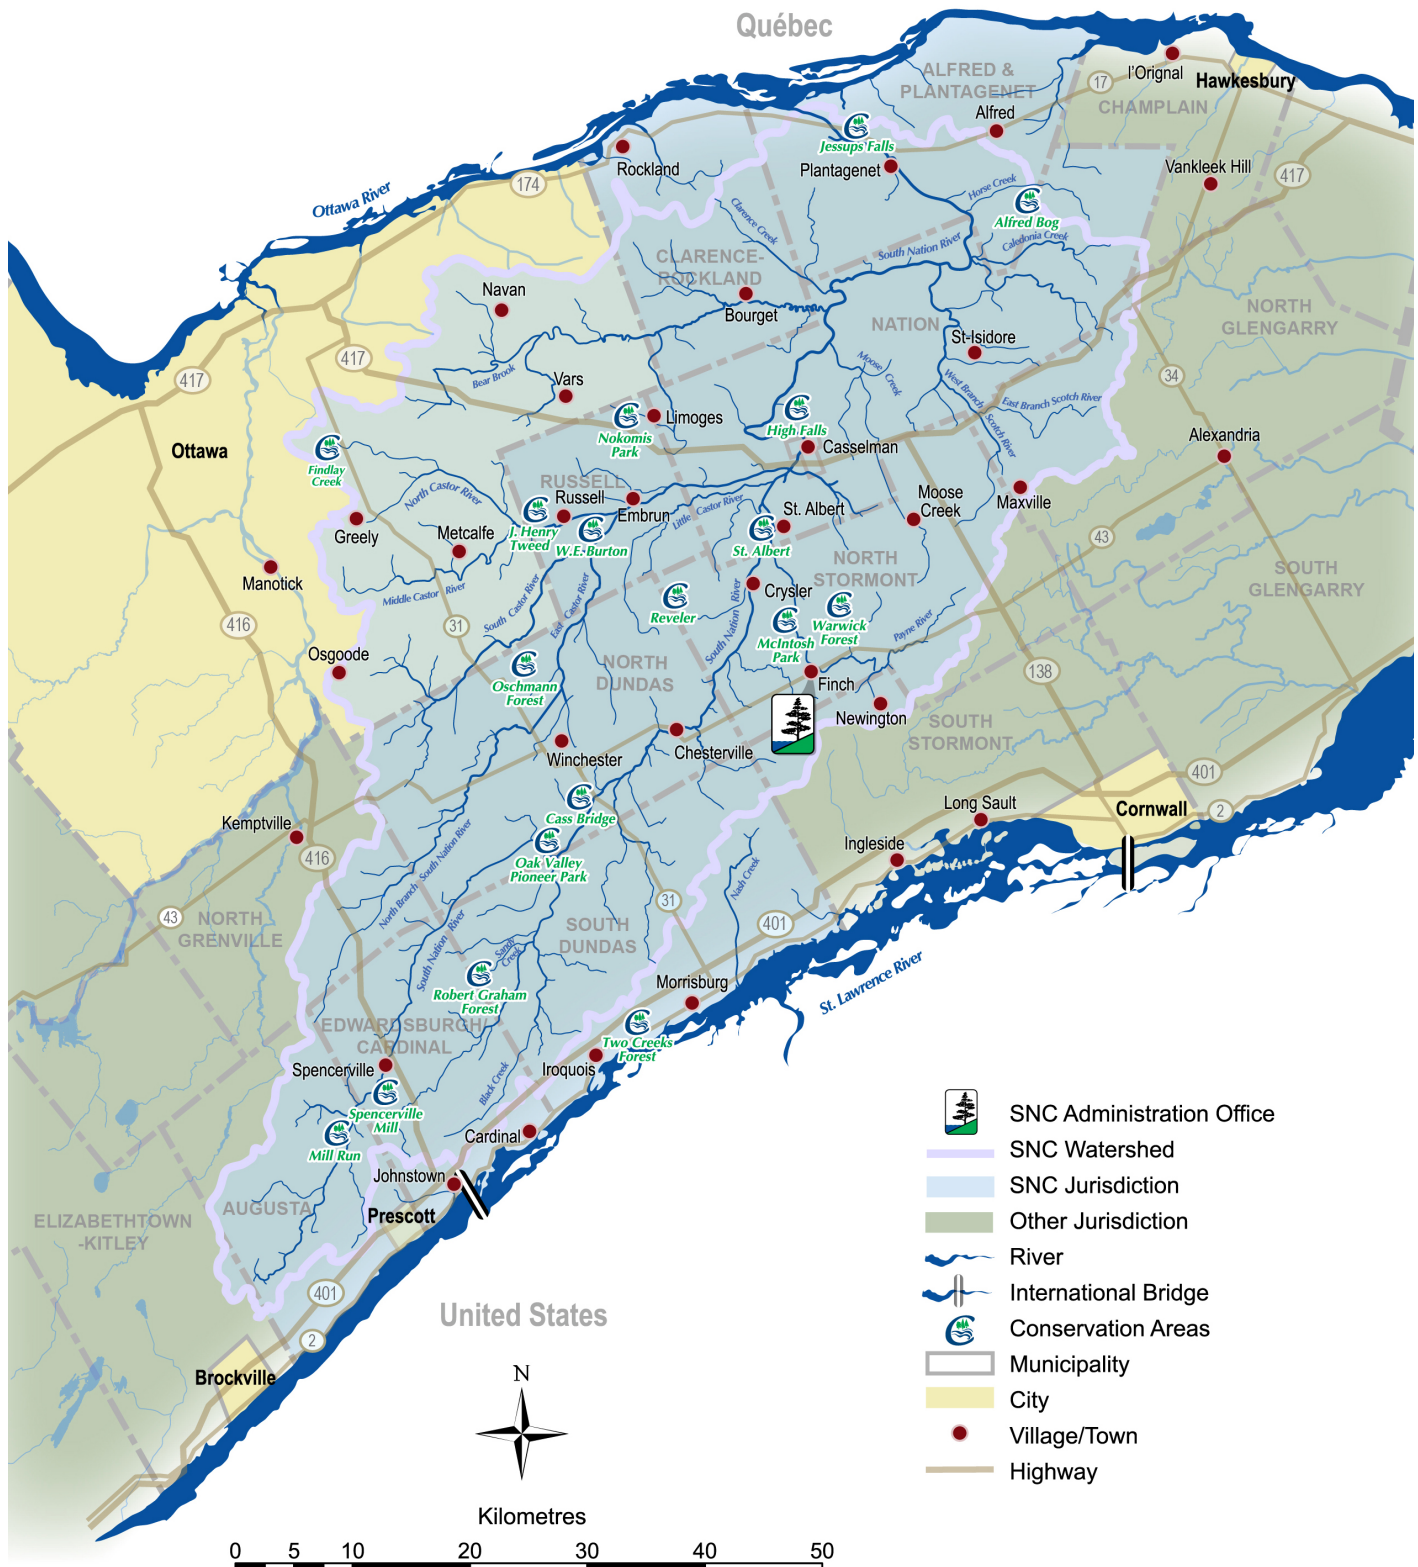 Québec
ALFRED &
PLANTAGENET
l'Orignal
Hawkesbury
17
CHAMPLAIN
Alfred
Jessups Falls
Plantagenet
Rockland
Vankleek Hill
417
174
Ottawa River
Horse Creek
Alfred Bog
Clarence Creek
Caledonia Creek
South Nation River
CLARENCE-
ROCKLAND
Navan
Bourget
NATION
NORTH
GLENGARRY
St-Isidore
417
417
Bear Brook
Vars
Moose Creek
West Branch Scotch River
East Branch Scotch River
34
Nokomis
Park
Limoges
High Falls
Casselman
Alexandria
Ottawa
Findlay
Creek
RUSSELL
Russell
Embrun
North Castor River
Little Castor River
Moose
Creek
Maxville
Greely
Metcalfe
J. Henry
Tweed
W.E. Burton
St. Albert
St. Albert
43
NORTH
STORMONT
SOUTH
GLENGARRY
Manotick
Middle Castor River
South Castor River
East Castor River
Crysler
Reveler
South Nation River
McIntosh
Park
Warwick
Forest
Payne River
416
31
Osgoode
Oschmann
Forest
NORTH
DUNDAS
Finch
138
Newington
SOUTH
STORMONT
Winchester
Chesterville
401
Cass Bridge
Long Sault
Cornwall
2
Kemptville
416
North Branch South Nation River
Oak Valley
Pioneer Park
Ingleside
Nash Creek
43
NORTH
GRENVILLE
31
SOUTH
DUNDAS
401
South Nation River
Sandy
Creek
Robert Graham
Forest
Morrisburg
St. Lawrence River
EDWARDSBURGH/
CARDINAL
Two Creeks
Forest
Spencerville
Iroquois
Black Creek
Spencerville
Mill
Mill Run
Cardinal
Johnstown
Prescott
AUGUSTA
ELIZABETHTOWN
-KITLEY
401
2
United States
Brockville
SNC Administration Office
SNC Watershed
SNC Jurisdiction
Other Jurisdiction
River
International Bridge
Conservation Areas
Municipality
City
Village/Town
Highway
N
Kilometres
0 5 10 20 30 40 50